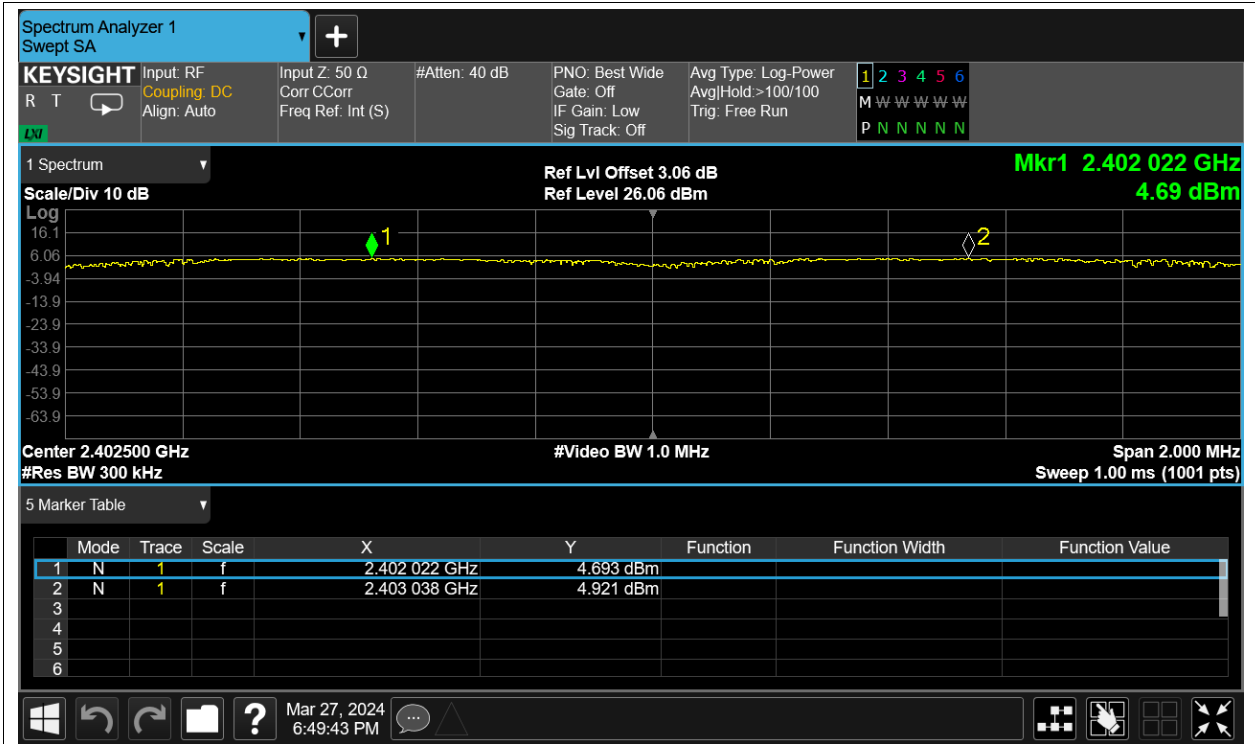 Spectrum Analyzer 1
Swept SA
KEYSIGHT
R T
LXI
Input: RF
Coupling: DC
Align: Auto
Input Z: 50 Ω
Corr CCorr
Freq Ref: Int (S)
#Atten: 40 dB
PNO: Best Wide
Gate: Off
IF Gain: Low
Sig Track: Off
Avg Type: Log-Power
Avg|Hold:>100/100
Trig: Free Run
1 2 3 4 5 6
M W W W W W
P N N N N N
1 Spectrum
Scale/Div 10 dB
Ref Lvl Offset 3.06 dB
Ref Level 26.06 dBm
Mkr1 2.402 022 GHz
4.69 dBm
Log
16.1
6.06
-3.94
-13.9
-23.9
-33.9
-43.9
-53.9
-63.9
1
2
Center 2.402500 GHz
#Res BW 300 kHz
#Video BW 1.0 MHz
Span 2.000 MHz
Sweep 1.00 ms (1001 pts)
5 Marker Table
Mode Trace Scale X Y Function Function Width Function Value
1 N 1 f 2.402 022 GHz 4.693 dBm
2 N 1 f 2.403 038 GHz 4.921 dBm
3
4
5
6
?
Mar 27, 2024
6:49:43 PM